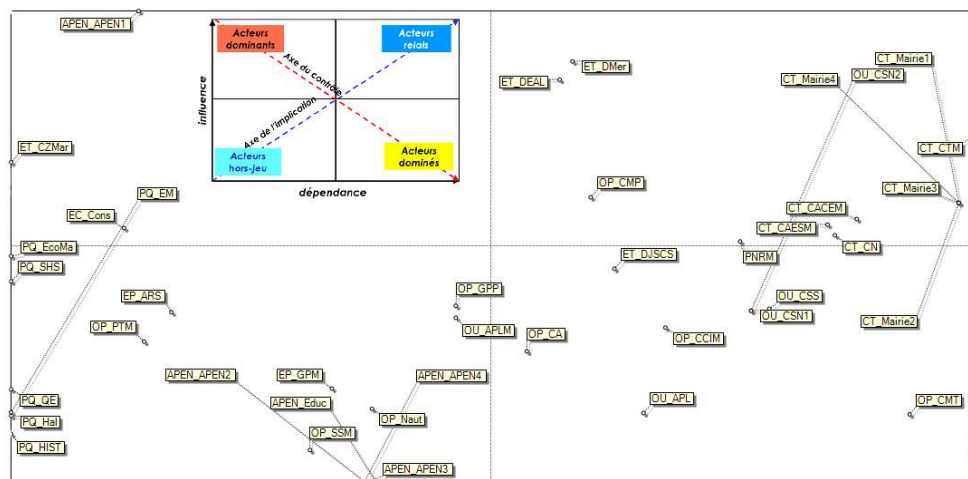 APEN_APEN1
Acteurs
dominants
Acteurs
relais
Axe du contrôle
Axe de l'implication
influence
Acteurs
hors-jeu
Acteurs
dominés
dépendance
ET_DMer
ET_DEAL
CT_Mairie1
CT_Mairie4
OU_CSN2
ET_CZMar
CT_CTM
PQ_EM
OP_CMP
CT_Mairie3
EC_Cons
CT_CACEM
CT_CAESM
PQ_EcoMa
CT_CN
PNRM
ET_DJSCS
PQ_SHS
EP_ARS
OP_GPP
OU_CSS
OU_CSN1
CT_Mairie2
OP_PTM
OU_APLM
OP_CA
OP_CCIM
APEN_APEN2
EP_GPM
APEN_APEN4
PQ_QE
APEN_Educ
OU_APL
OP_CMT
PQ_Hal
OP_Naut
OP_SSM
PQ_HIST
APEN_APEN3